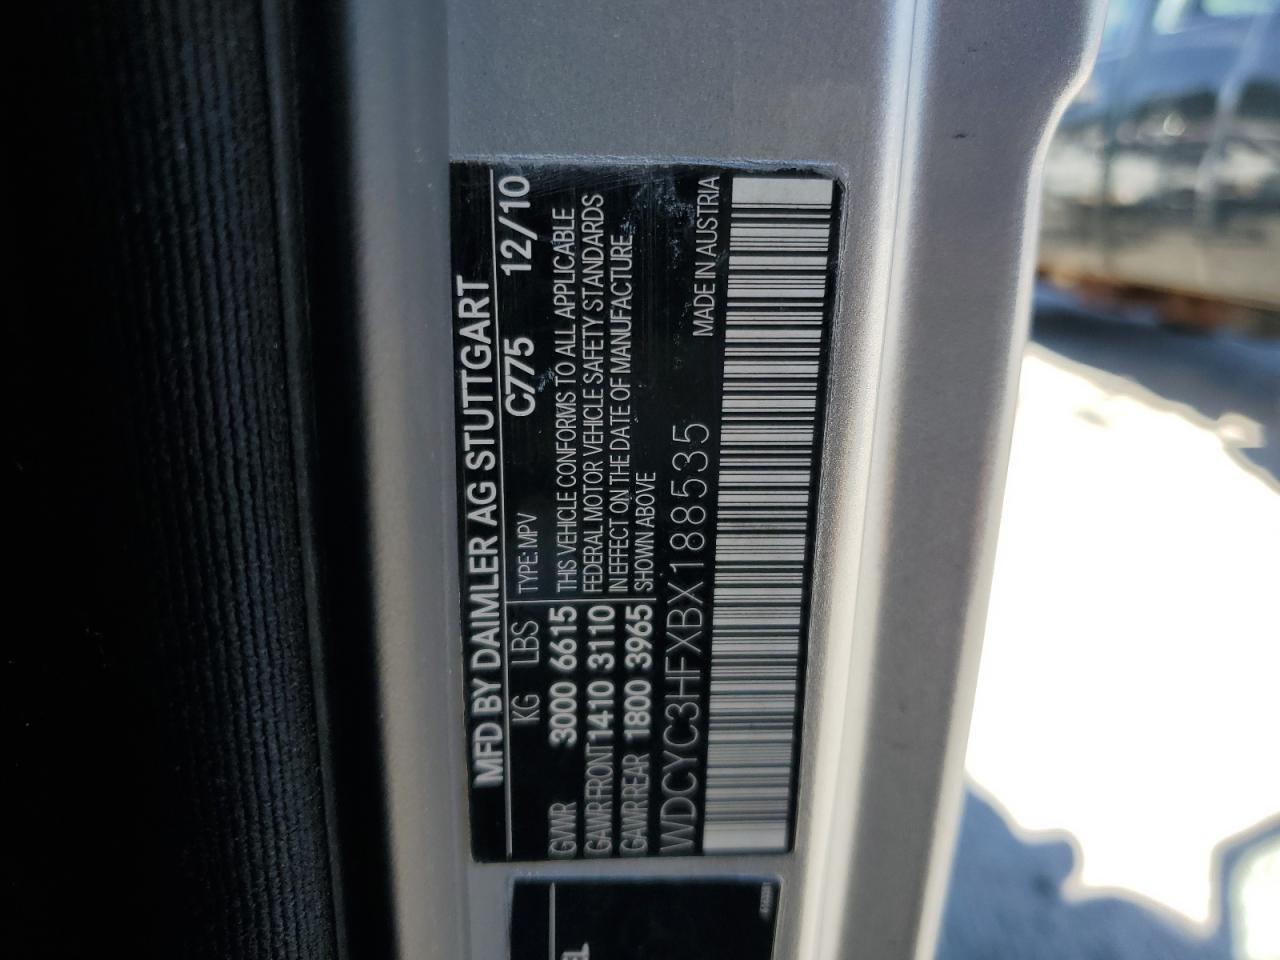 MFD BY DAIMLER AG STUTTGART
KG LBS C775 12/10
GVWR 3000 6615 TYPE: MPV
GAWR FRONT 1410 3110
GAWR REAR 1800 3965
THIS VEHICLE CONFORMS TO ALL APPLICABLE
FEDERAL MOTOR VEHICLE SAFETY STANDARDS
IN EFFECT ON THE DATE OF MANUFACTURE
SHOWN ABOVE
WDCYC3HFXBX188535 MADE IN AUSTRIA